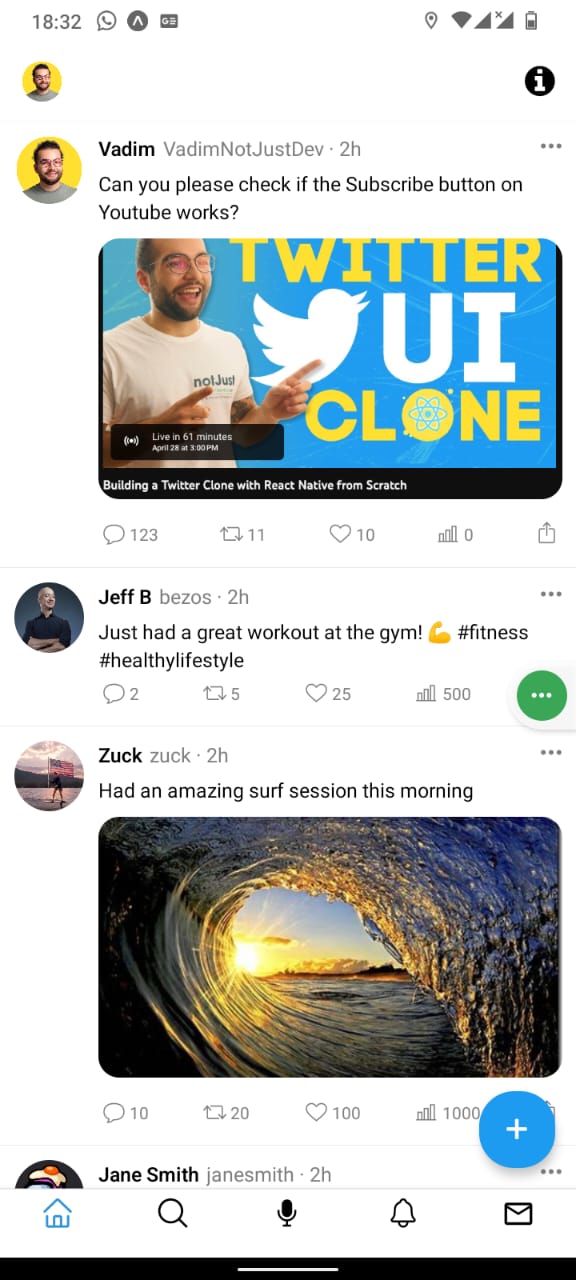 18:32
GE
Vadim VadimNotJustDev · 2h
Can you please check if the Subscribe button on
Youtube works?
TWITTER
UI
CLONE
notJust
Live in 61 minutes
April 28 at 3:00 PM
Building a Twitter Clone with React Native from Scratch
123 11 10 0
Jeff B bezos · 2h
Just had a great workout at the gym! 💪 #fitness
#healthylifestyle
2 5 25 500
Zuck zuck · 2h
Had an amazing surf session this morning
10 20 100 1000
Jane Smith janesmith · 2h